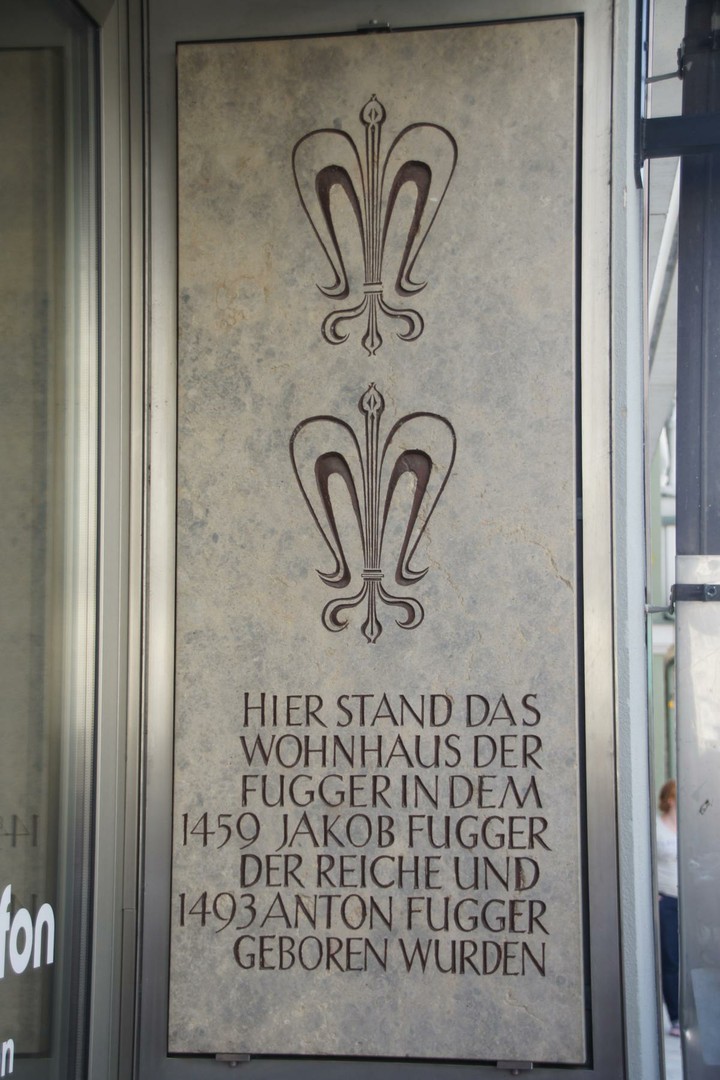 HIER STAND DAS
WOHNHAUS DER
FUGGER IN DEM
1459 JAKOB FUGGER
DER REICHE UND
1493 ANTON FUGGER
GEBOREN WURDEN
fon
n